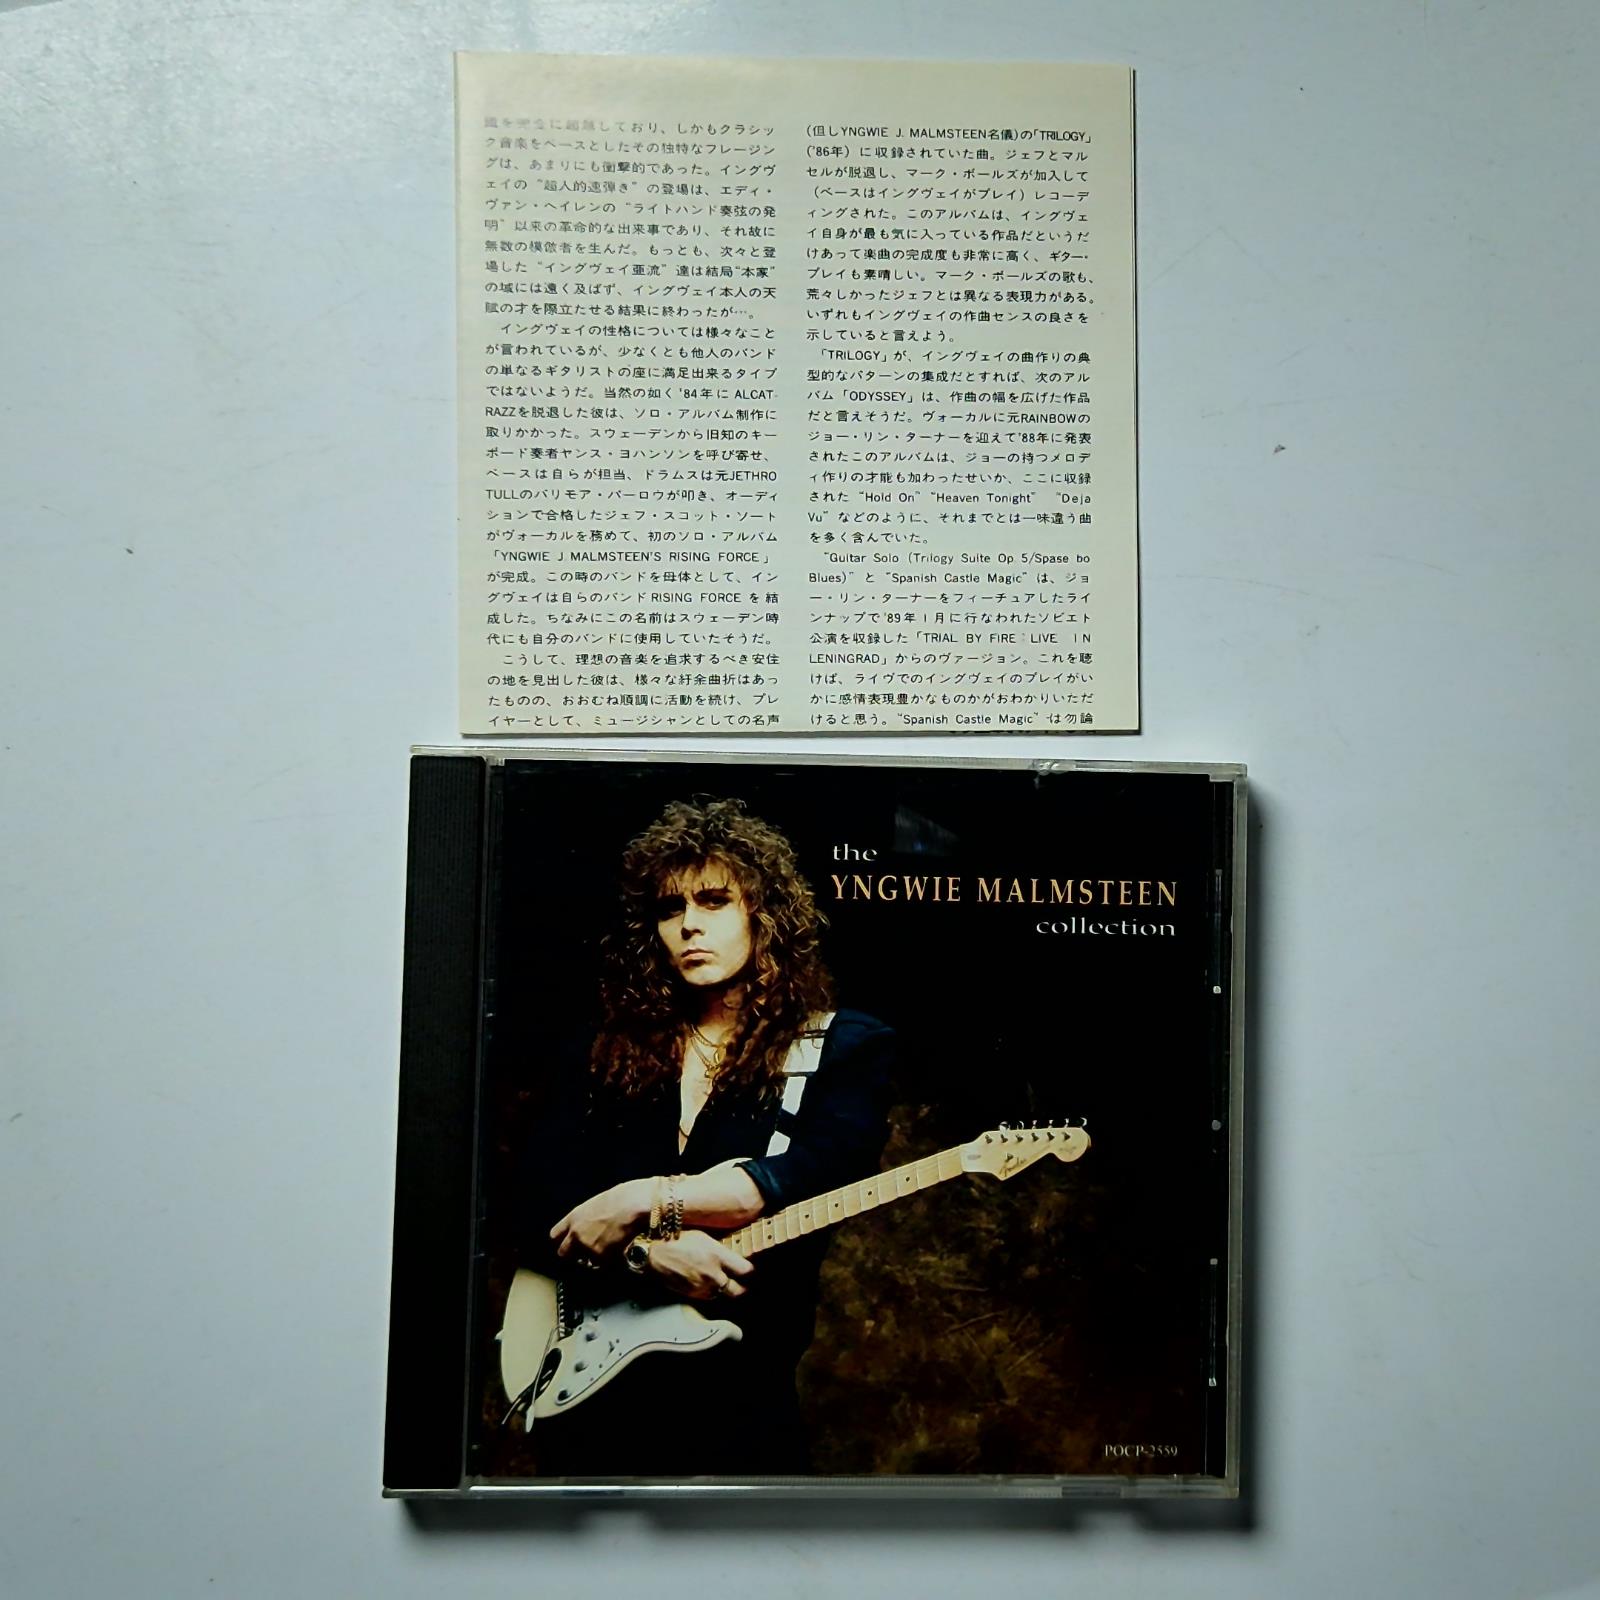 を完全に超越しており、しかもクラシッ
ク音楽をベースとしたその独特なフレージン
グは、あまりにも衝撃的であった。イングヴ
ェイの“超人的速弾き”の登場は、エディ・
ヴァン・ヘイレンの“ライトハンド奏弦の発
明”以来の革命的な出来事であり、それ故に
無数の模倣者を生んだ。もっとも、次々と登
場した“イングヴェイ亜流”達は結局“本家”
の域には遠く及ばず、イングヴェイ本人の天
賦の才を際立たせる結果に終わったが…。
イングヴェイの性格については様々なこと
が言われているが、少なくとも他人のバンド
の単なるギタリストの座に満足出来るタイプ
ではないようだ。当然の如く'84年にALCAT-
RAZZを脱退した彼は、ソロ・アルバム制作に
取りかかった。スウェーデンから旧知のキー
ボード奏者ヤンス・ヨハンソンを呼び寄せ、
ベースは自らが担当、ドラムスは元JETHRO
TULLのバリモア・バーロウが叩き、オーディ
ションで合格したジェフ・スコット・ソート
がヴォーカルを務めて、初のソロ・アルバム
「YNGWIE J MALMSTEEN'S RISING FORCE」
が完成。この時のバンドを母体として、イン
グヴェイは自らのバンドRISING FORCEを結
成した。ちなみにこの名前はスウェーデン時
代にも自分のバンドに使用していたそうだ。
こうして、理想の音楽を追求するべき安住
の地を見出した彼は、様々な紆余曲折はあっ
たものの、おおむね順調に活動を続け、プレ
イヤーとして、ミュージシャンとしての名声
(但しYNGWIE J. MALMSTEEN名儀)の「TRILOGY」
('86年)に収録されていた曲。ジェフとマル
セルが脱退し、マーク・ボールズが加入して
(ベースはイングヴェイがプレイ)レコーデ
ィングされた。このアルバムは、イングヴェ
イ自身が最も気に入っている作品だというだ
けあって楽曲の完成度も非常に高く、ギター・
プレイも素晴しい。マーク・ボールズの歌も、
荒々しかったジェフとは異なる表現力がある。
いずれもイングヴェイの作曲センスの良さを
示していると言えよう。
「TRILOGY」が、イングヴェイの曲作りの典
型的なパターンの集成だとすれば、次のアル
バム「ODYSSEY」は、作曲の幅を広げた作品
だと言えそうだ。ヴォーカルに元RAINBOWの
ジョー・リン・ターナーを迎えて'88年に発表
されたこのアルバムは、ジョーの持つメロデ
ィ作りの才能も加わったせいか、ここに収録
された“Hold On”“Heaven Tonight” “Deja
Vu”などのように、それまでとは一味違う曲
を多く含んでいた。
“Guitar Solo (Trilogy Suite Op 5/Spase bo
Blues)”と“Spanish Castle Magic”は、ジョ
ー・リン・ターナーをフィーチュアしたライ
ンナップで'89年1月に行なわれたソビエト
公演を収録した「TRIAL BY FIRE:LIVE IN
LENINGRAD」からのヴァージョン。これを聴
けば、ライヴでのイングヴェイのプレイがい
かに感情表現豊かなものかがおわかりいただ
けると思う。“Spanish Castle Magic”は勿論
the
YNGWIE MALMSTEEN
collection
Fender
POCP-2559